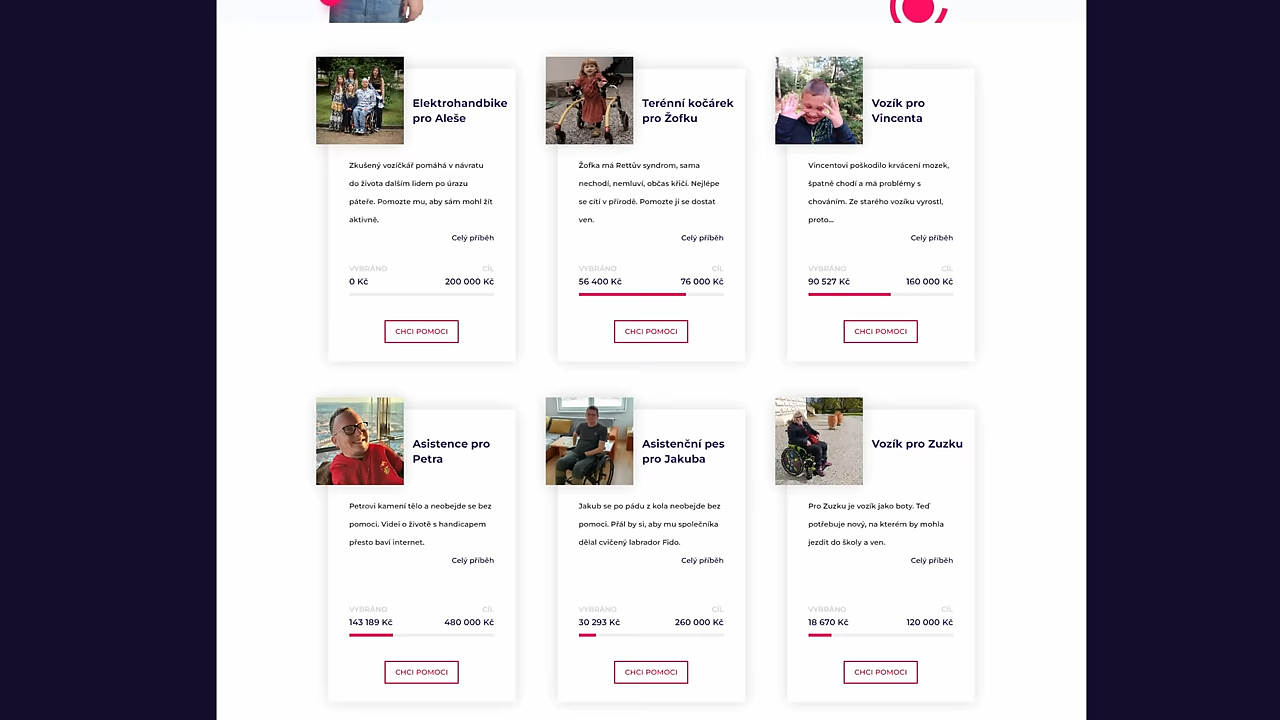 Elektrohandbike
pro Aleše
Zkušený vozíčkář pomáhá v návratu
do života dalším lidem po úrazu
páteře. Pomozte mu, aby sám mohl žít
aktivně.
Celý příběh
VYBRÁNO CÍL
0 Kč 200 000 Kč
CHCI POMOCI
Terénní kočárek
pro Žofku
Žofka má Rettův syndrom, sama
nechodí, nemluví, občas křičí. Nejlépe
se cítí v přírodě. Pomozte jí se dostat
ven.
Celý příběh
VYBRÁNO CÍL
56 400 Kč 76 000 Kč
CHCI POMOCI
Vozík pro
Vincenta
Vincentovi poškodilo krvácení mozek,
špatně chodí a má problémy s
chováním. Ze starého vozíku vyrostl,
proto...
Celý příběh
VYBRÁNO CÍL
90 527 Kč 160 000 Kč
CHCI POMOCI
Asistence pro
Petra
Petrovi kamení tělo a neobejde se bez
pomoci. Videi o životě s handicapem
přesto baví internet.
Celý příběh
VYBRÁNO CÍL
143 189 Kč 480 000 Kč
CHCI POMOCI
Asistenční pes
pro Jakuba
Jakub se po pádu z kola neobejde bez
pomoci. Přál by si, aby mu společníka
dělal cvičený labrador Fido.
Celý příběh
VYBRÁNO CÍL
30 293 Kč 260 000 Kč
CHCI POMOCI
Vozík pro Zuzku
Pro Zuzku je vozík jako boty. Teď
potřebuje nový, na kterém by mohla
jezdit do školy a ven.
Celý příběh
VYBRÁNO CÍL
18 670 Kč 120 000 Kč
CHCI POMOCI